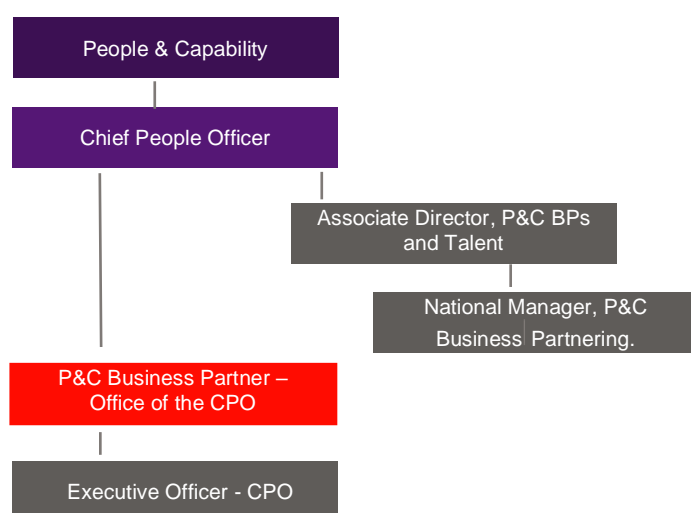 People & Capability
Chief People Officer
Associate Director, P&C BPs
and Talent
National Manager, P&C
Business Partnering.
P&C Business Partner –
Office of the CPO
Executive Officer - CPO